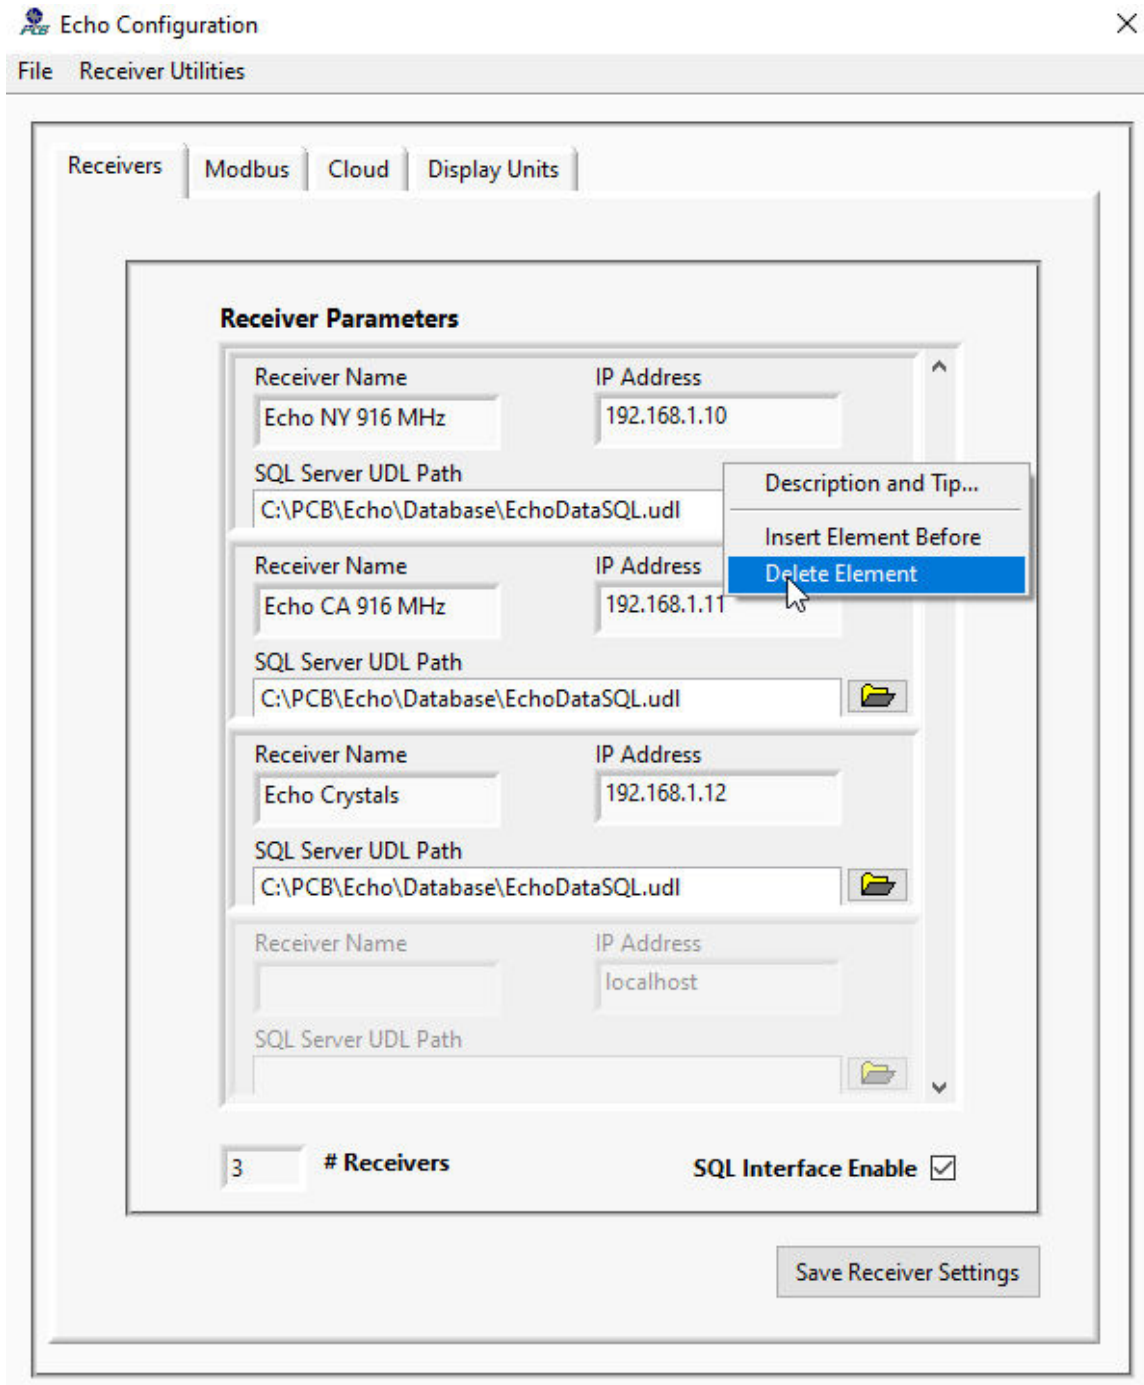 PCB Echo Configuration
File Receiver Utilities
Receivers Modbus Cloud Display Units
Receiver Parameters
Receiver Name IP Address
Echo NY 916 MHz 192.168.1.10
SQL Server UDL Path
C:\PCB\Echo\Database\EchoDataSQL.udl
Description and Tip...
Insert Element Before
Delete Element
Receiver Name IP Address
Echo CA 916 MHz 192.168.1.11
SQL Server UDL Path
C:\PCB\Echo\Database\EchoDataSQL.udl
Receiver Name IP Address
Echo Crystals 192.168.1.12
SQL Server UDL Path
C:\PCB\Echo\Database\EchoDataSQL.udl
Receiver Name IP Address
localhost
SQL Server UDL Path
3 # Receivers SQL Interface Enable
Save Receiver Settings